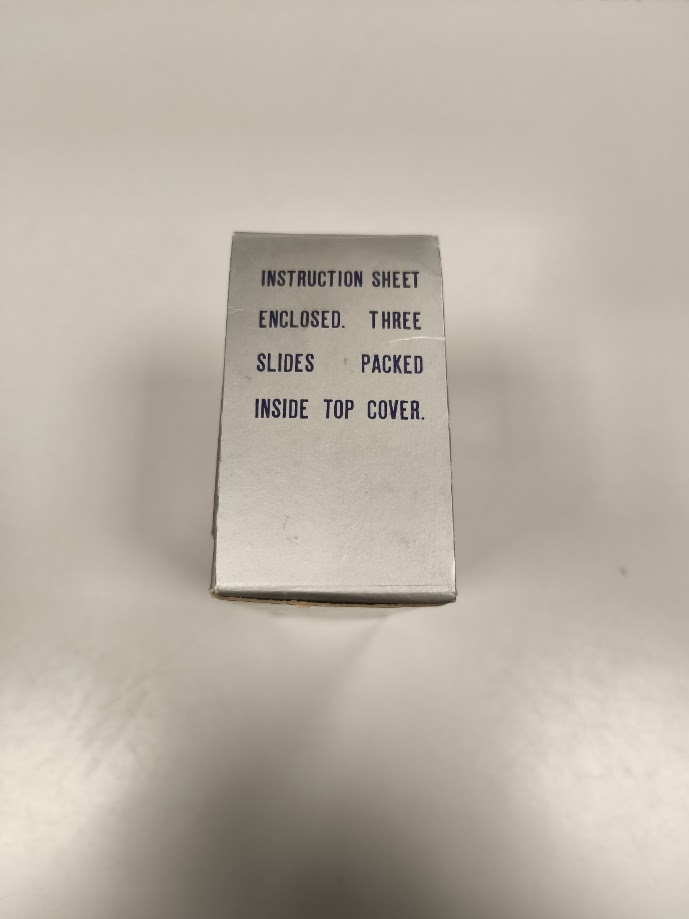 INSTRUCTION SHEET
ENCLOSED. THREE
SLIDES PACKED
INSIDE TOP COVER.